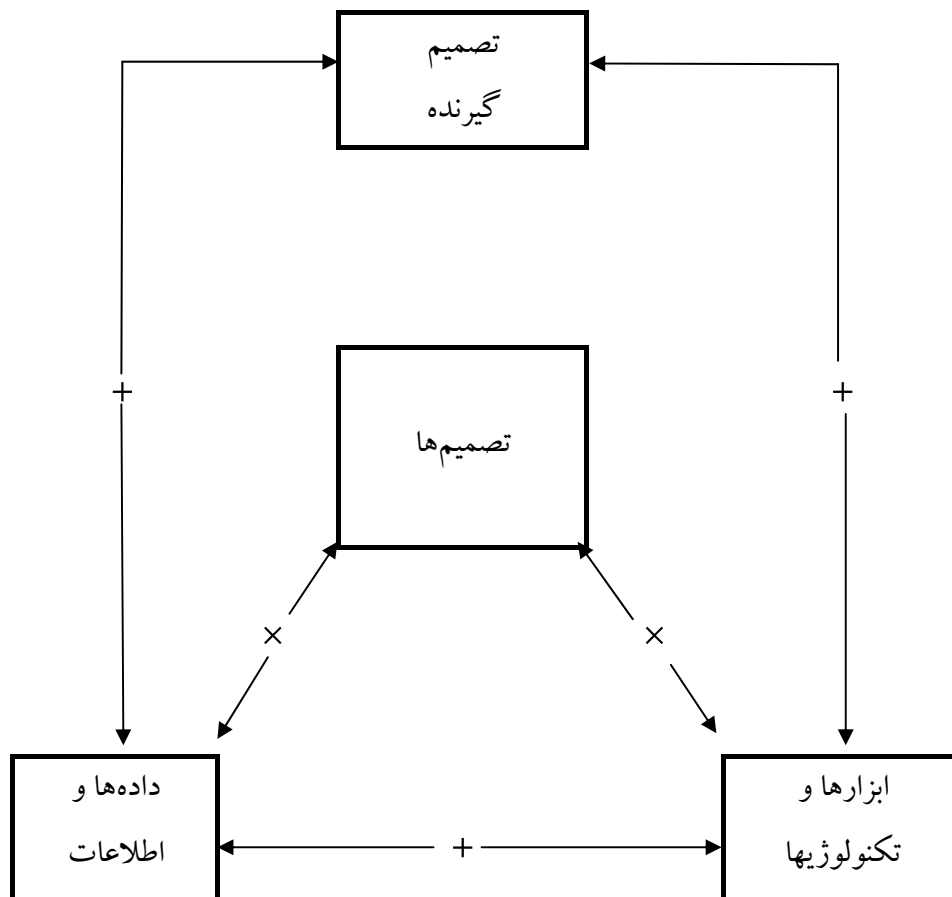 تصمیم
گیرنده
+
+
تصمیم‌ها
×
×
ابزارها و
تکنولوژیها
+
داده‌ها و
اطلاعات